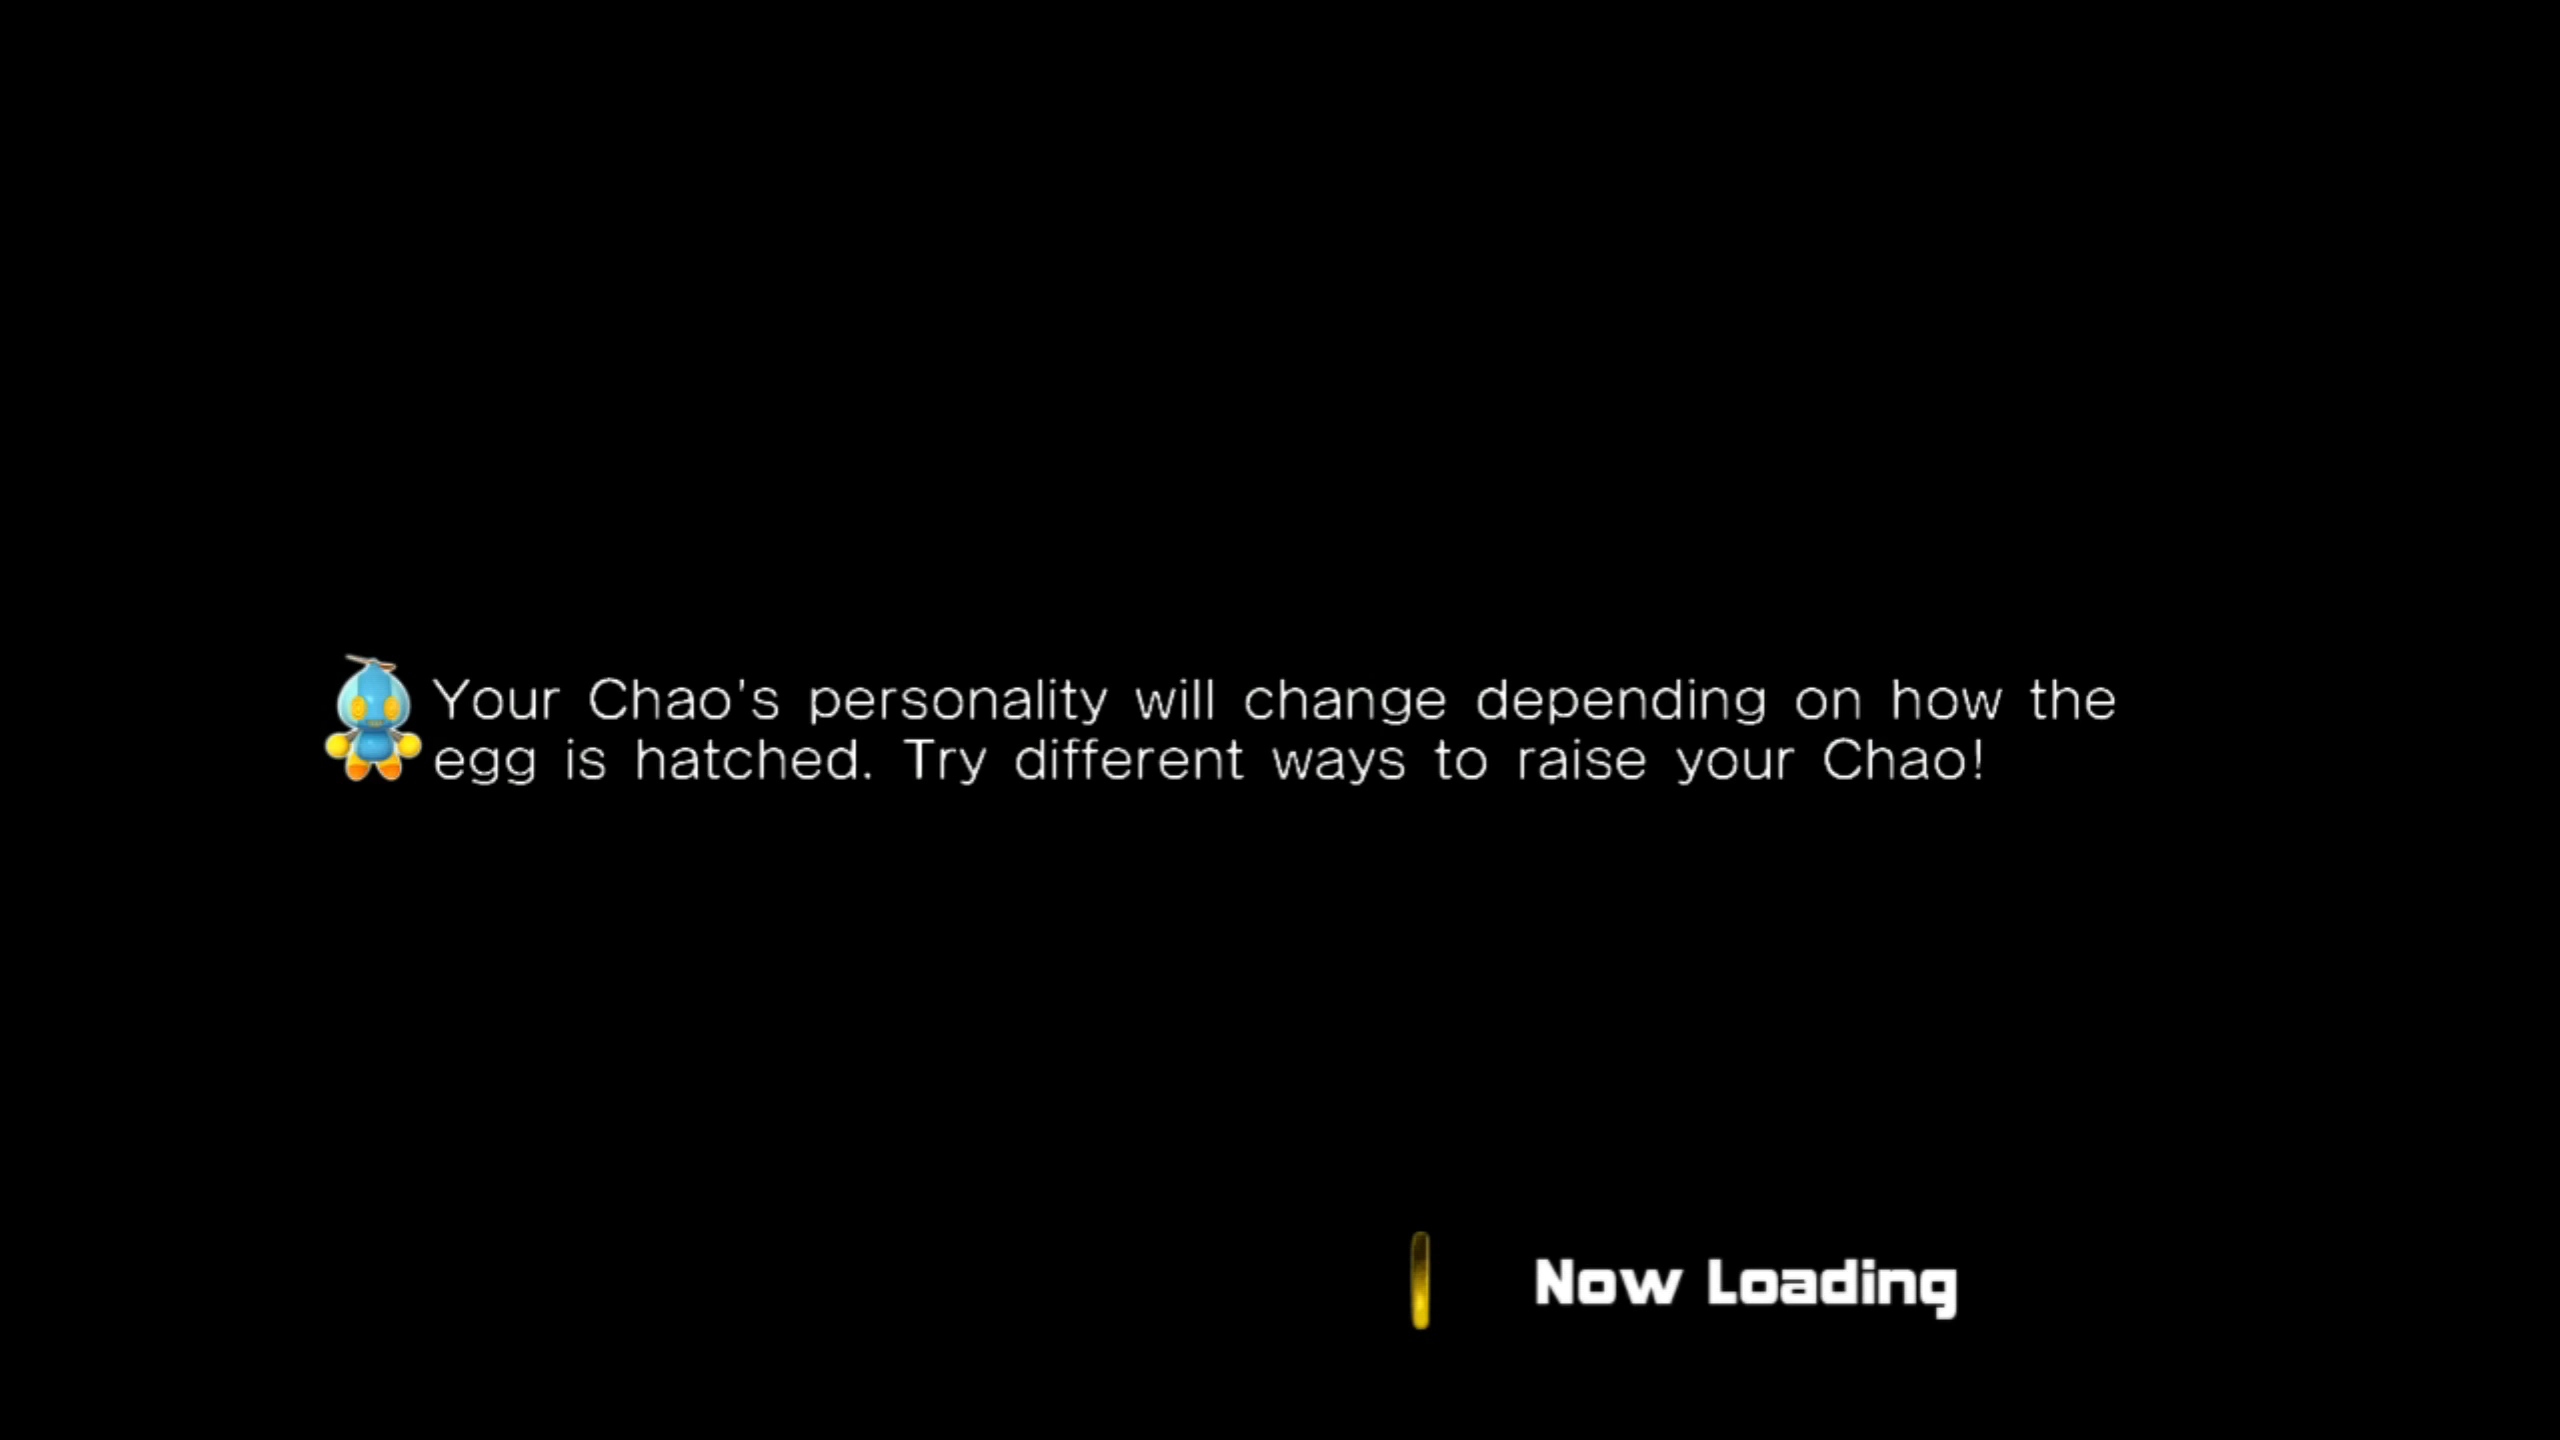 Your Chao's personality will change depending on how the
egg is hatched. Try different ways to raise your Chao!
Now Loading